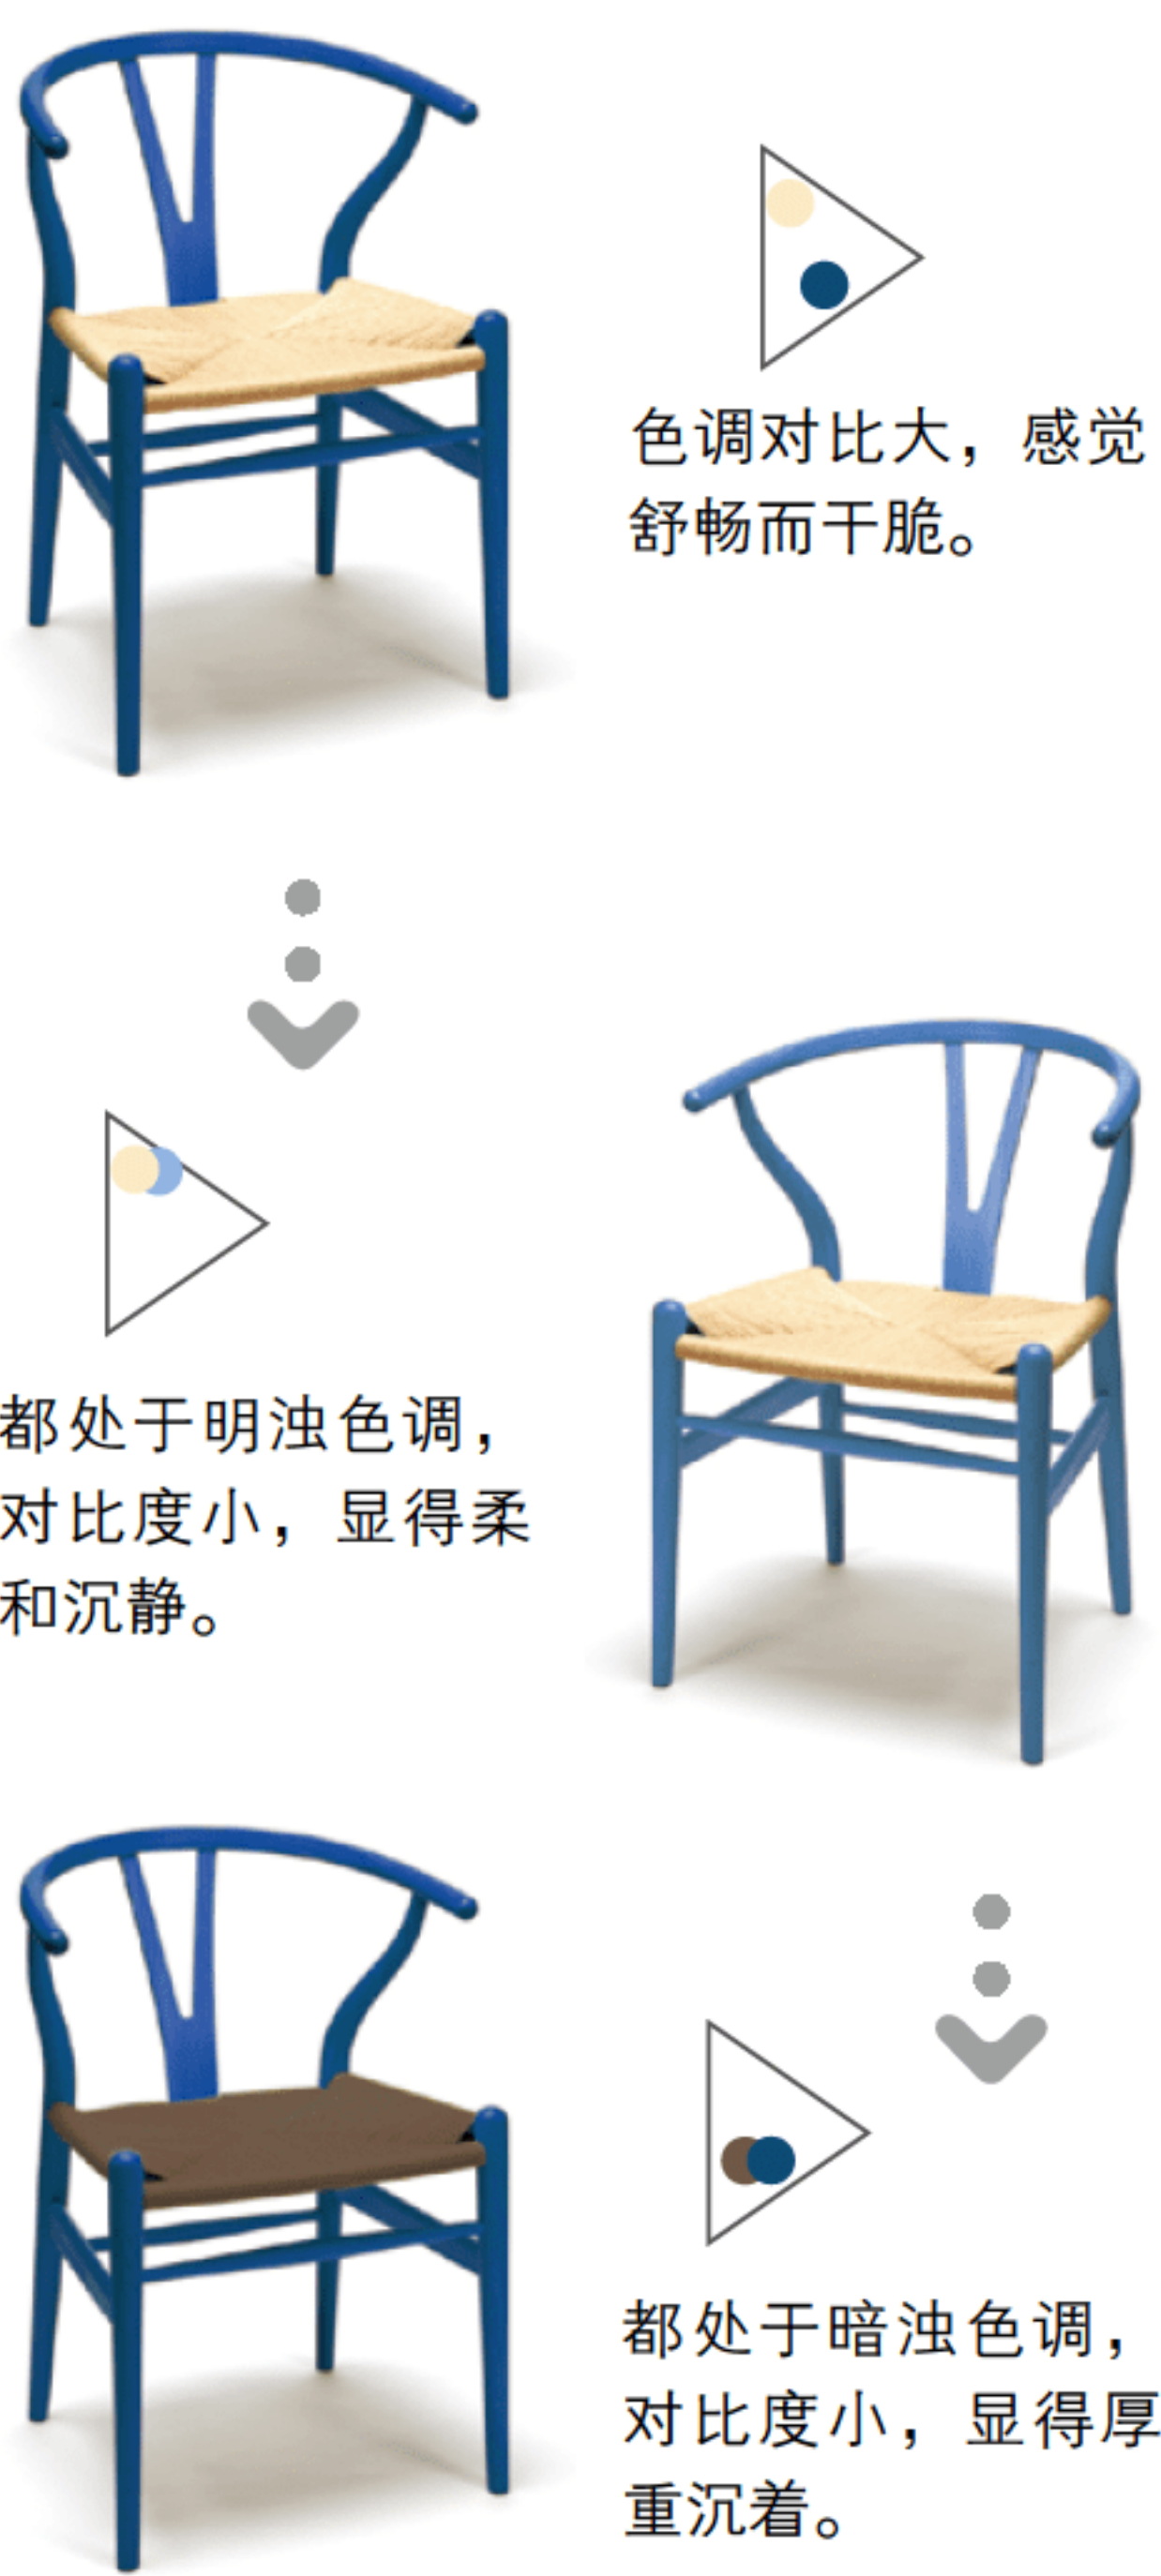 色调对比大，感觉
舒畅而干脆。
都处于明浊色调，
对比度小，显得柔
和沉静。
都处于暗浊色调，
对比度小，显得厚
重沉着。